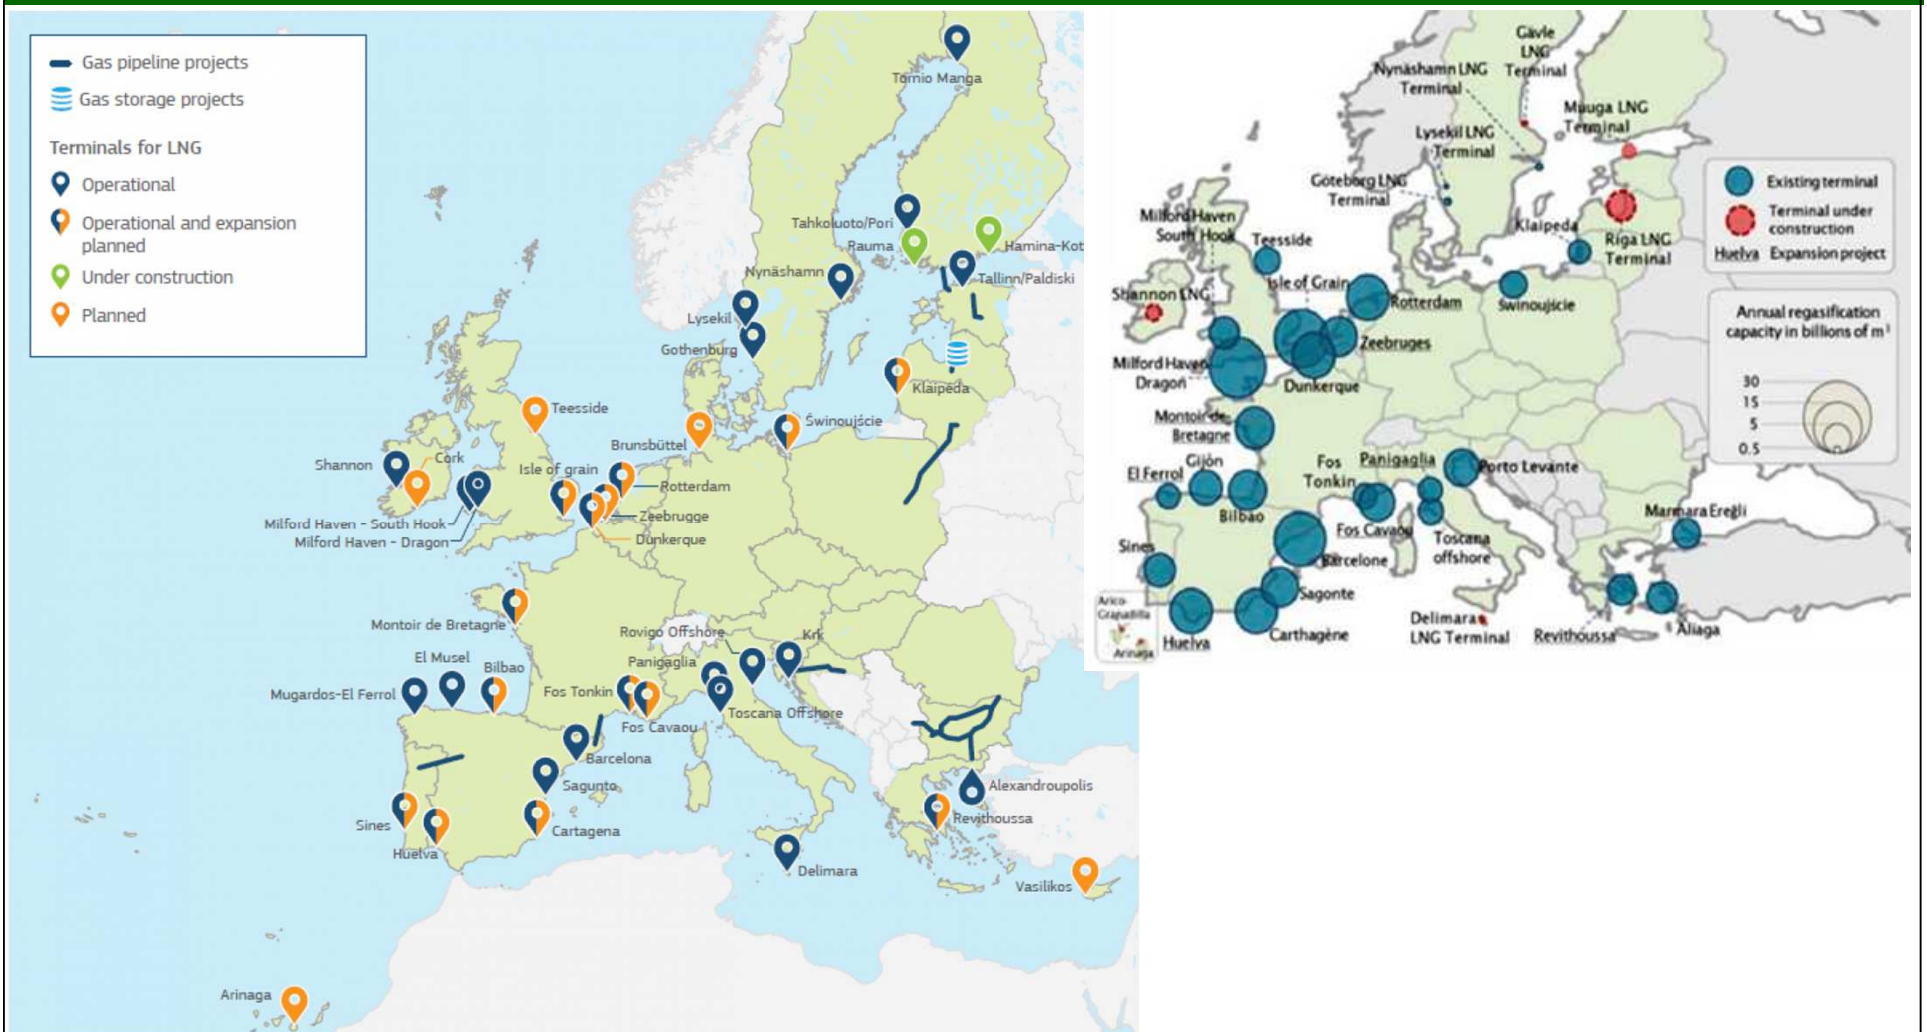 Gas pipeline projects
Gas storage projects
Terminals for LNG
Operational
Operational and expansion
planned
Under construction
Planned
Tornio Manga
Tahkoluoto/Pori
Rauma
Hamina-Kot
Nynäshamn
Tallinn/Paldiski
Lysekil
Gothenburg
Klaipėda
Teesside
Świnoujście
Brunsbüttel
Shannon
Cork
Isle of grain
Rotterdam
Milford Haven - South Hook
Zeebrugge
Milford Haven - Dragon
Dunkerque
Montoir de Bretagne
Rovigo Offshore
Krk
El Musel
Panigaglia
Bilbao
Mugardos-El Ferrol
Fos Tonkin
Toscana Offshore
Fos Cavaou
Barcelona
Sagunto
Alexandroupolis
Sines
Revithoussa
Cartagena
Huelva
Delimara
Vasilikos
Arinaga
Gävle
LNG
Terminal
Nynäshamn LNG
Terminal
Muuga LNG
Terminal
Lysekil LNG
Terminal
Göteborg LNG
Terminal
Existing terminal
Terminal under
construction
Huelva Expansion project
Milford Haven
South Hook
Teesside
Klaipeda
Riga LNG
Terminal
Isle of Grain
Shannon LNG
Rotterdam
Świnoujście
Annual regasification
capacity in billions of m³
30
15
5
0.5
Zeebruges
Milford Haven
Dragon
Dunkerque
Montoir-de-
Bretagne
Gijón
El Ferrol
Fos
Tonkin
Panigaglia
Porto Levante
Bilbao
Marmara Ereğli
Fos Cavaou
Toscana
offshore
Sines
Barcelone
Sagonte
Arico-
Granadilla
Arinaga
Huelva
Carthagène
Delimara
LNG Terminal
Revithoussa
Aliaga